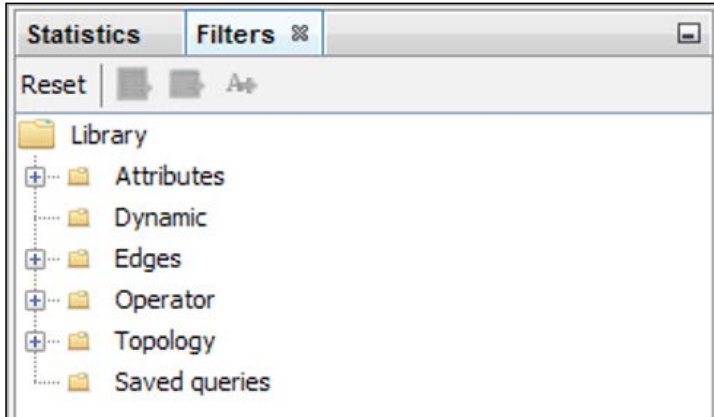 Statistics Filters
Reset
Library
Attributes
Dynamic
Edges
Operator
Topology
Saved queries